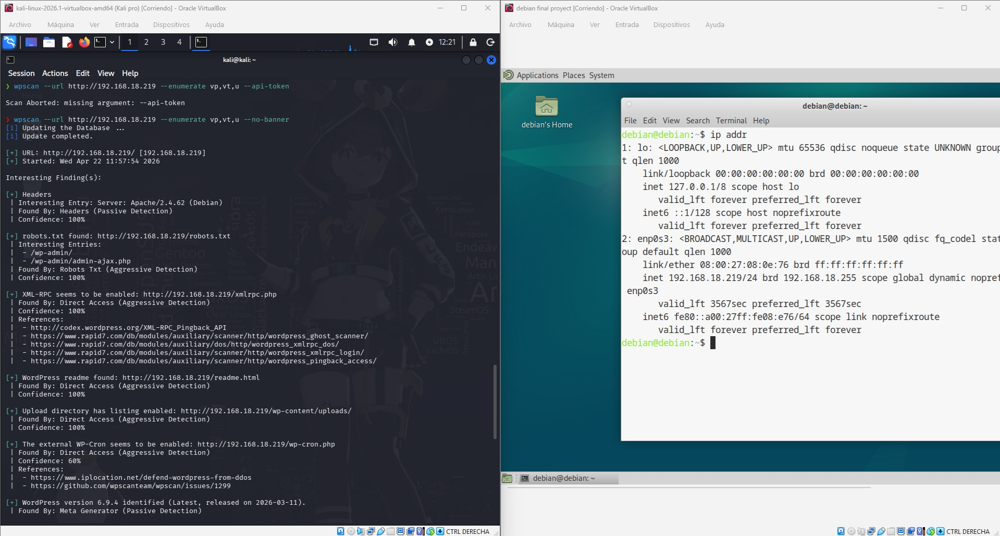 kali-linux-2026.1-virtualbox-amd64 (Kali pro) [Corriendo] - Oracle VirtualBox
Archivo Máquina Ver Entrada Dispositivos Ayuda
1 2 3 4 12:21
kali@kali: ~
Session Actions Edit View Help
❯ wpscan --url http://192.168.18.219 --enumerate vp,vt,u --api-token
Scan Aborted: missing argument: --api-token
❯ wpscan --url http://192.168.18.219 --enumerate vp,vt,u --no-banner
[i] Updating the Database ...
[i] Update completed.
[+] URL: http://192.168.18.219/ [192.168.18.219]
[+] Started: Wed Apr 22 11:57:54 2026
Interesting Finding(s):
[+] Headers
| Interesting Entry: Server: Apache/2.4.62 (Debian)
| Found By: Headers (Passive Detection)
| Confidence: 100%
[+] robots.txt found: http://192.168.18.219/robots.txt
| Interesting Entries:
| - /wp-admin/
| - /wp-admin/admin-ajax.php
| Found By: Robots Txt (Aggressive Detection)
| Confidence: 100%
[+] XML-RPC seems to be enabled: http://192.168.18.219/xmlrpc.php
| Found By: Direct Access (Aggressive Detection)
| Confidence: 100%
| References:
| - http://codex.wordpress.org/XML-RPC_Pingback_API
| - https://www.rapid7.com/db/modules/auxiliary/scanner/http/wordpress_ghost_scanner/
| - https://www.rapid7.com/db/modules/auxiliary/dos/http/wordpress_xmlrpc_dos/
| - https://www.rapid7.com/db/modules/auxiliary/scanner/http/wordpress_xmlrpc_login/
| - https://www.rapid7.com/db/modules/auxiliary/scanner/http/wordpress_pingback_access/
[+] WordPress readme found: http://192.168.18.219/readme.html
| Found By: Direct Access (Aggressive Detection)
| Confidence: 100%
[+] Upload directory has listing enabled: http://192.168.18.219/wp-content/uploads/
| Found By: Direct Access (Aggressive Detection)
| Confidence: 100%
[+] The external WP-Cron seems to be enabled: http://192.168.18.219/wp-cron.php
| Found By: Direct Access (Aggressive Detection)
| Confidence: 60%
| References:
| - https://www.iplocation.net/defend-wordpress-from-ddos
| - https://github.com/wpscanteam/wpscan/issues/1299
[+] WordPress version 6.9.4 identified (Latest, released on 2026-03-11).
| Found By: Meta Generator (Passive Detection)
CTRL DERECHA
debian final proyect [Corriendo] - Oracle VirtualBox
Archivo Máquina Ver Entrada Dispositivos Ayuda
Applications Places System
debian's Home
debian@debian: ~
File Edit View Search Terminal Help
debian@debian:~$ ip addr
1: lo: <LOOPBACK,UP,LOWER_UP> mtu 65536 qdisc noqueue state UNKNOWN group
t qlen 1000
link/loopback 00:00:00:00:00:00 brd 00:00:00:00:00:00
inet 127.0.0.1/8 scope host lo
valid_lft forever preferred_lft forever
inet6 ::1/128 scope host noprefixroute
valid_lft forever preferred_lft forever
2: enp0s3: <BROADCAST,MULTICAST,UP,LOWER_UP> mtu 1500 qdisc fq_codel stat
oup default qlen 1000
link/ether 08:00:27:08:0e:76 brd ff:ff:ff:ff:ff:ff
inet 192.168.18.219/24 brd 192.168.18.255 scope global dynamic nopref
enp0s3
valid_lft 3567sec preferred_lft 3567sec
inet6 fe80::a00:27ff:fe08:e76/64 scope link noprefixroute
valid_lft forever preferred_lft forever
debian@debian:~$
debian@debian: ~
CTRL DERECHA